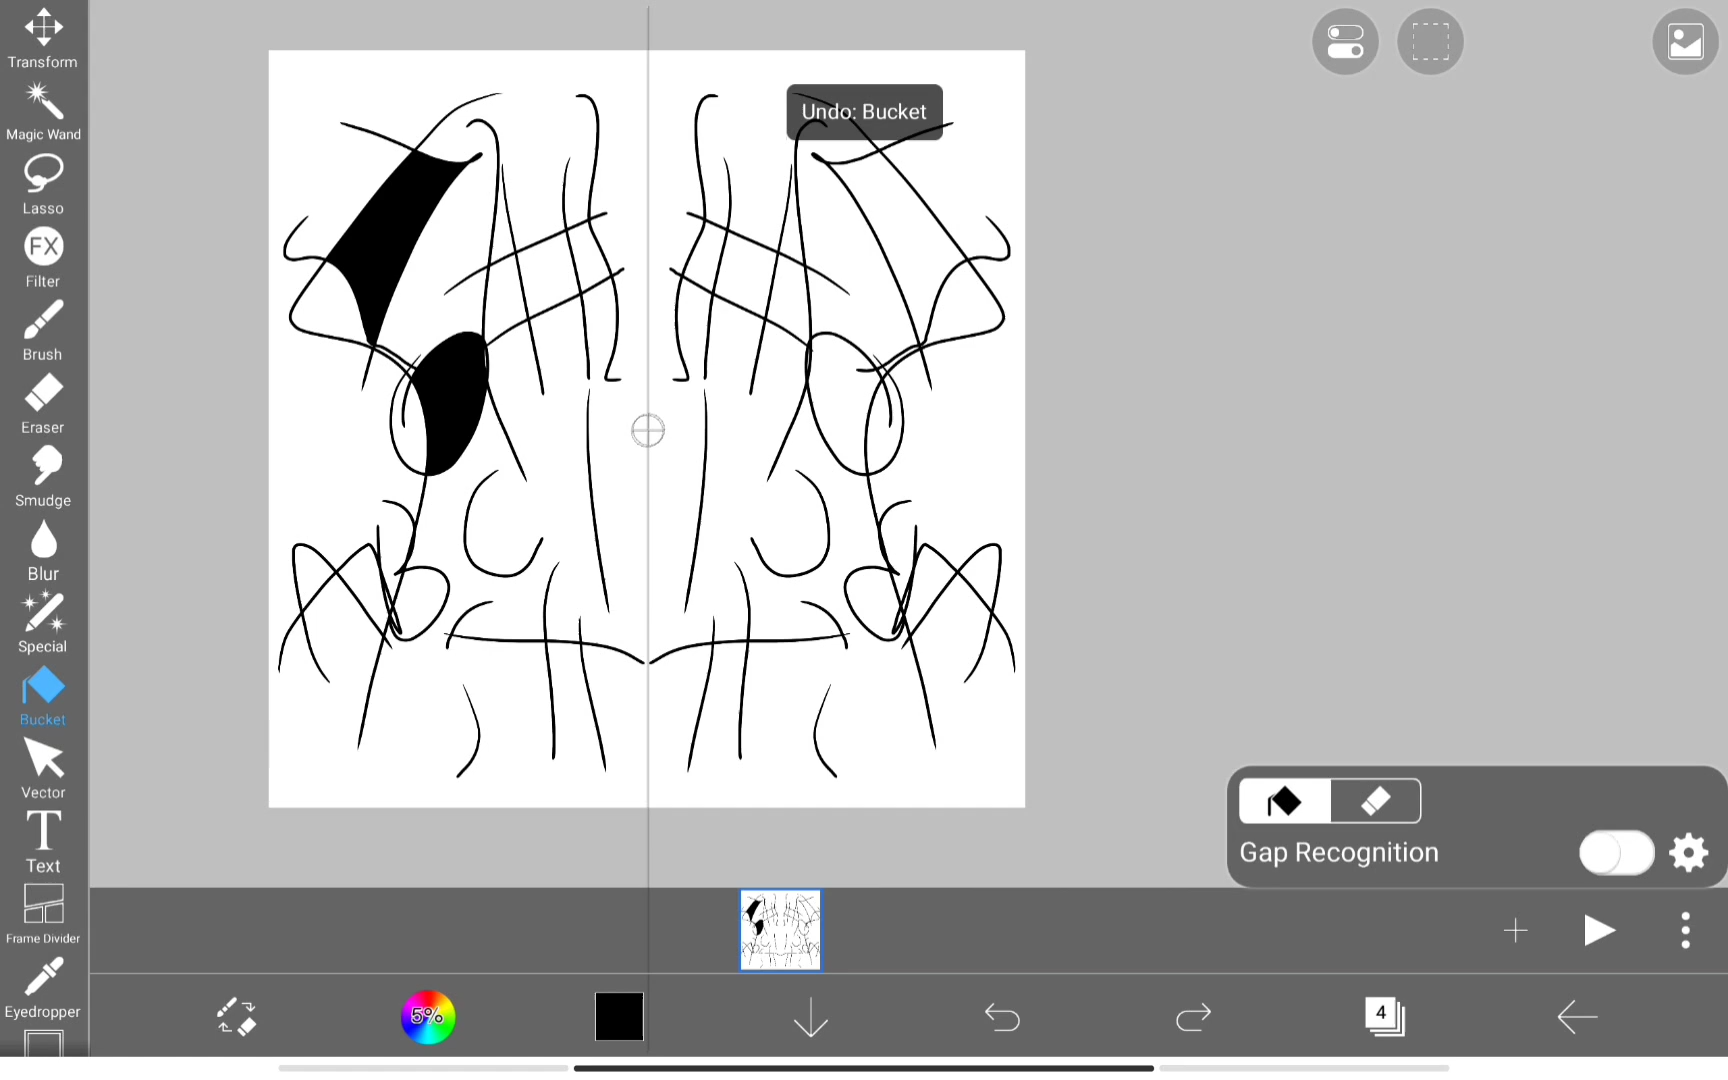 Transform
Magic Wand
Lasso
FX
Filter
Brush
Eraser
Smudge
Blur
Special
Bucket
Vector
T
Text
Frame Divider
Eyedropper
Undo: Bucket
Gap Recognition
5%
4